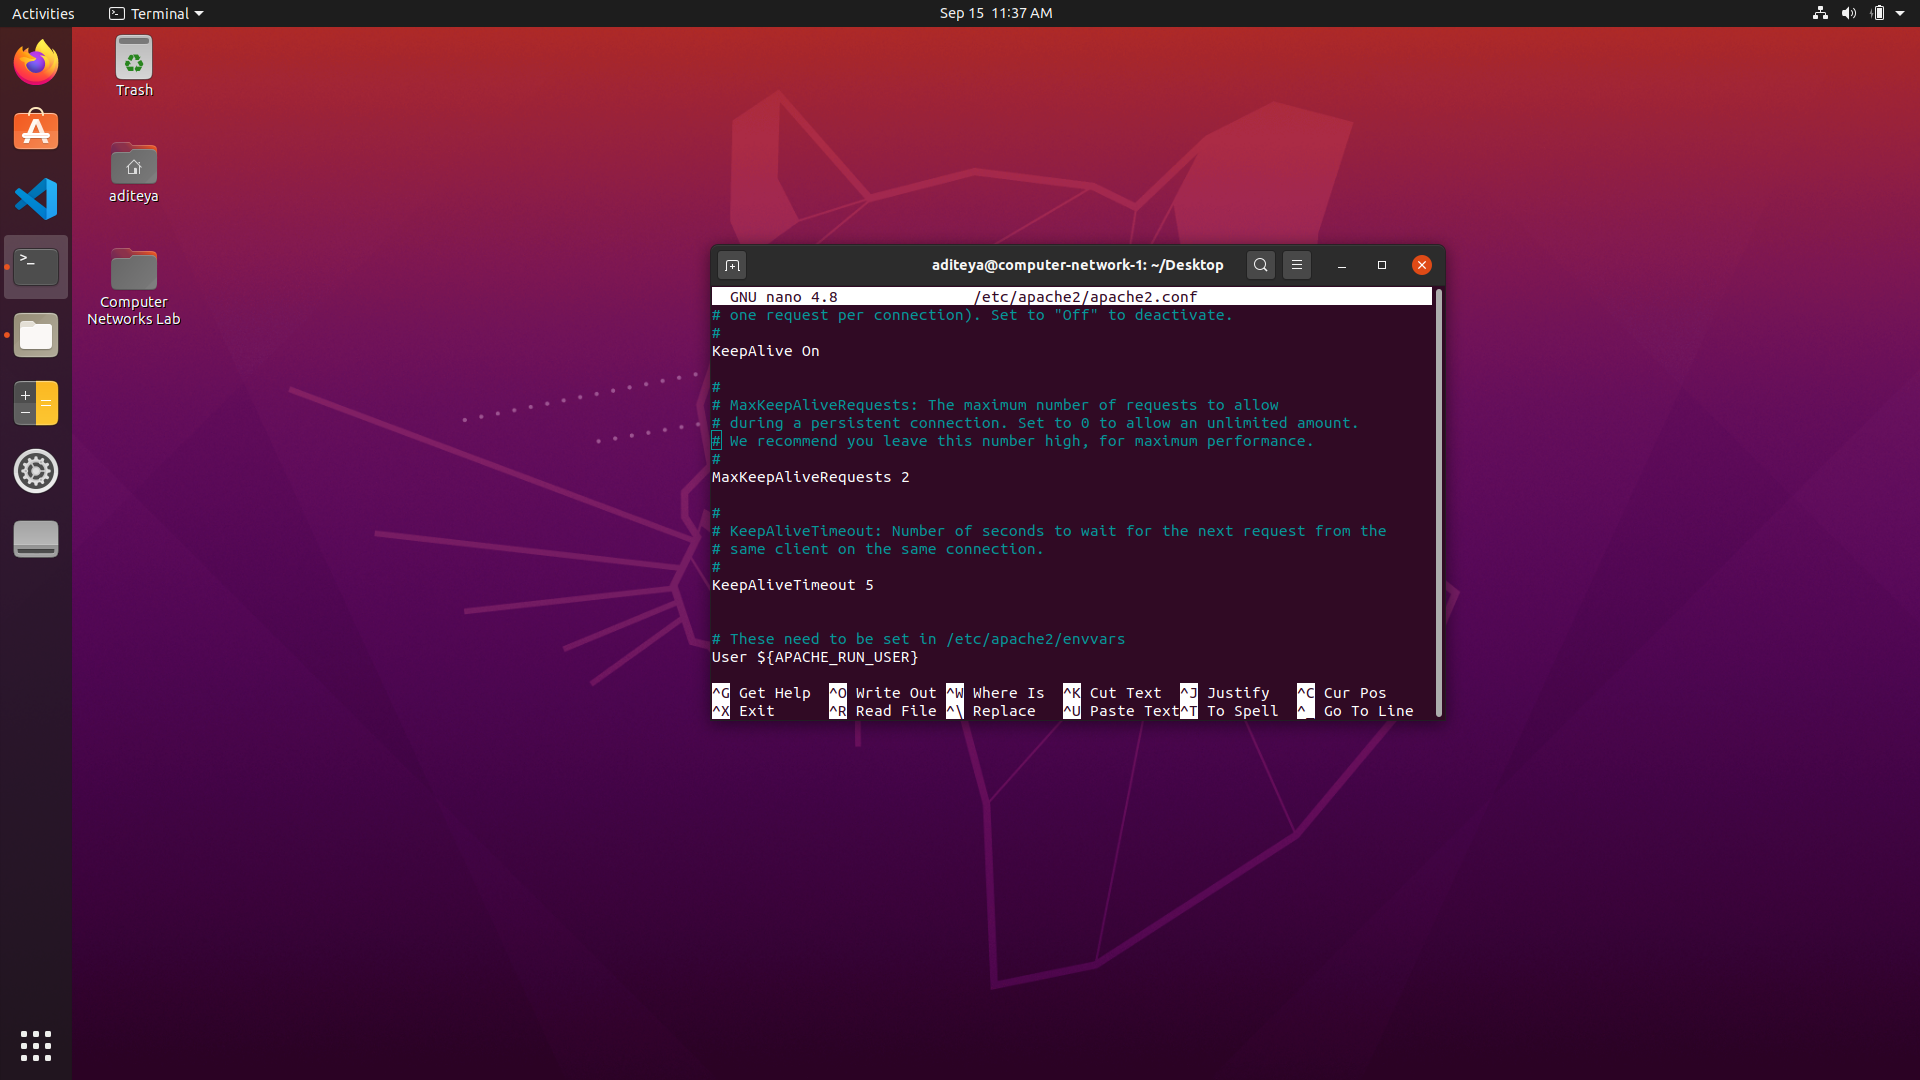 Activities
Terminal
Sep 15 11:37 AM
Trash
aditeya
Computer
Networks Lab
aditeya@computer-network-1: ~/Desktop
GNU nano 4.8 /etc/apache2/apache2.conf
# one request per connection). Set to "Off" to deactivate.
#
KeepAlive On
#
# MaxKeepAliveRequests: The maximum number of requests to allow
# during a persistent connection. Set to 0 to allow an unlimited amount.
# We recommend you leave this number high, for maximum performance.
#
MaxKeepAliveRequests 2
#
# KeepAliveTimeout: Number of seconds to wait for the next request from the
# same client on the same connection.
#
KeepAliveTimeout 5
# These need to be set in /etc/apache2/envvars
User ${APACHE_RUN_USER}
^G Get Help ^O Write Out ^W Where Is ^K Cut Text ^J Justify ^C Cur Pos
^X Exit ^R Read File ^\ Replace ^U Paste Text ^T To Spell ^_ Go To Line